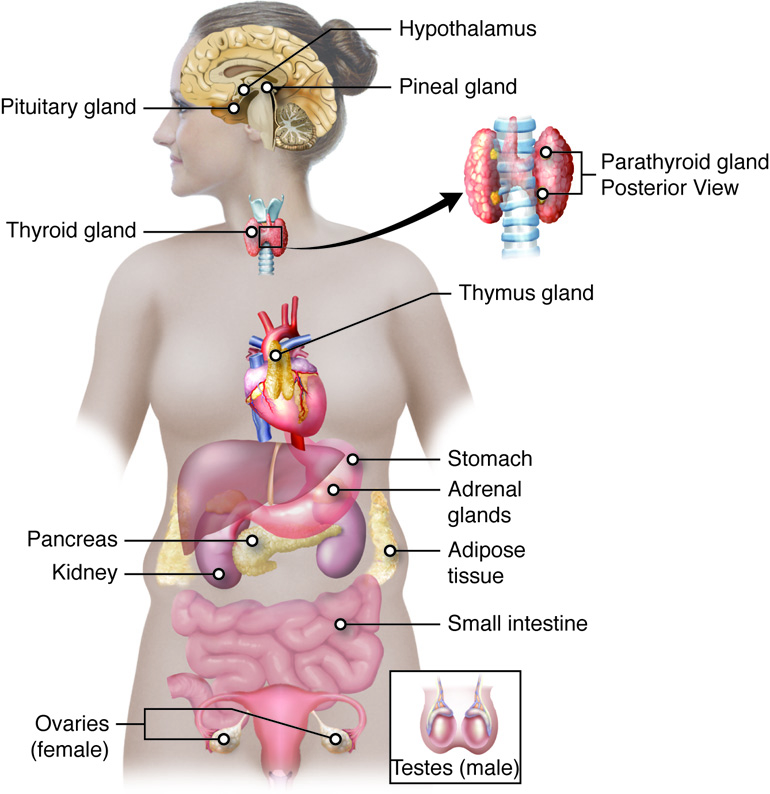 Hypothalamus
Pineal gland
Pituitary gland
Parathyroid gland
Posterior View
Thyroid gland
Thymus gland
Stomach
Adrenal
glands
Pancreas
Adipose
tissue
Kidney
Small intestine
Ovaries
(female)
Testes (male)